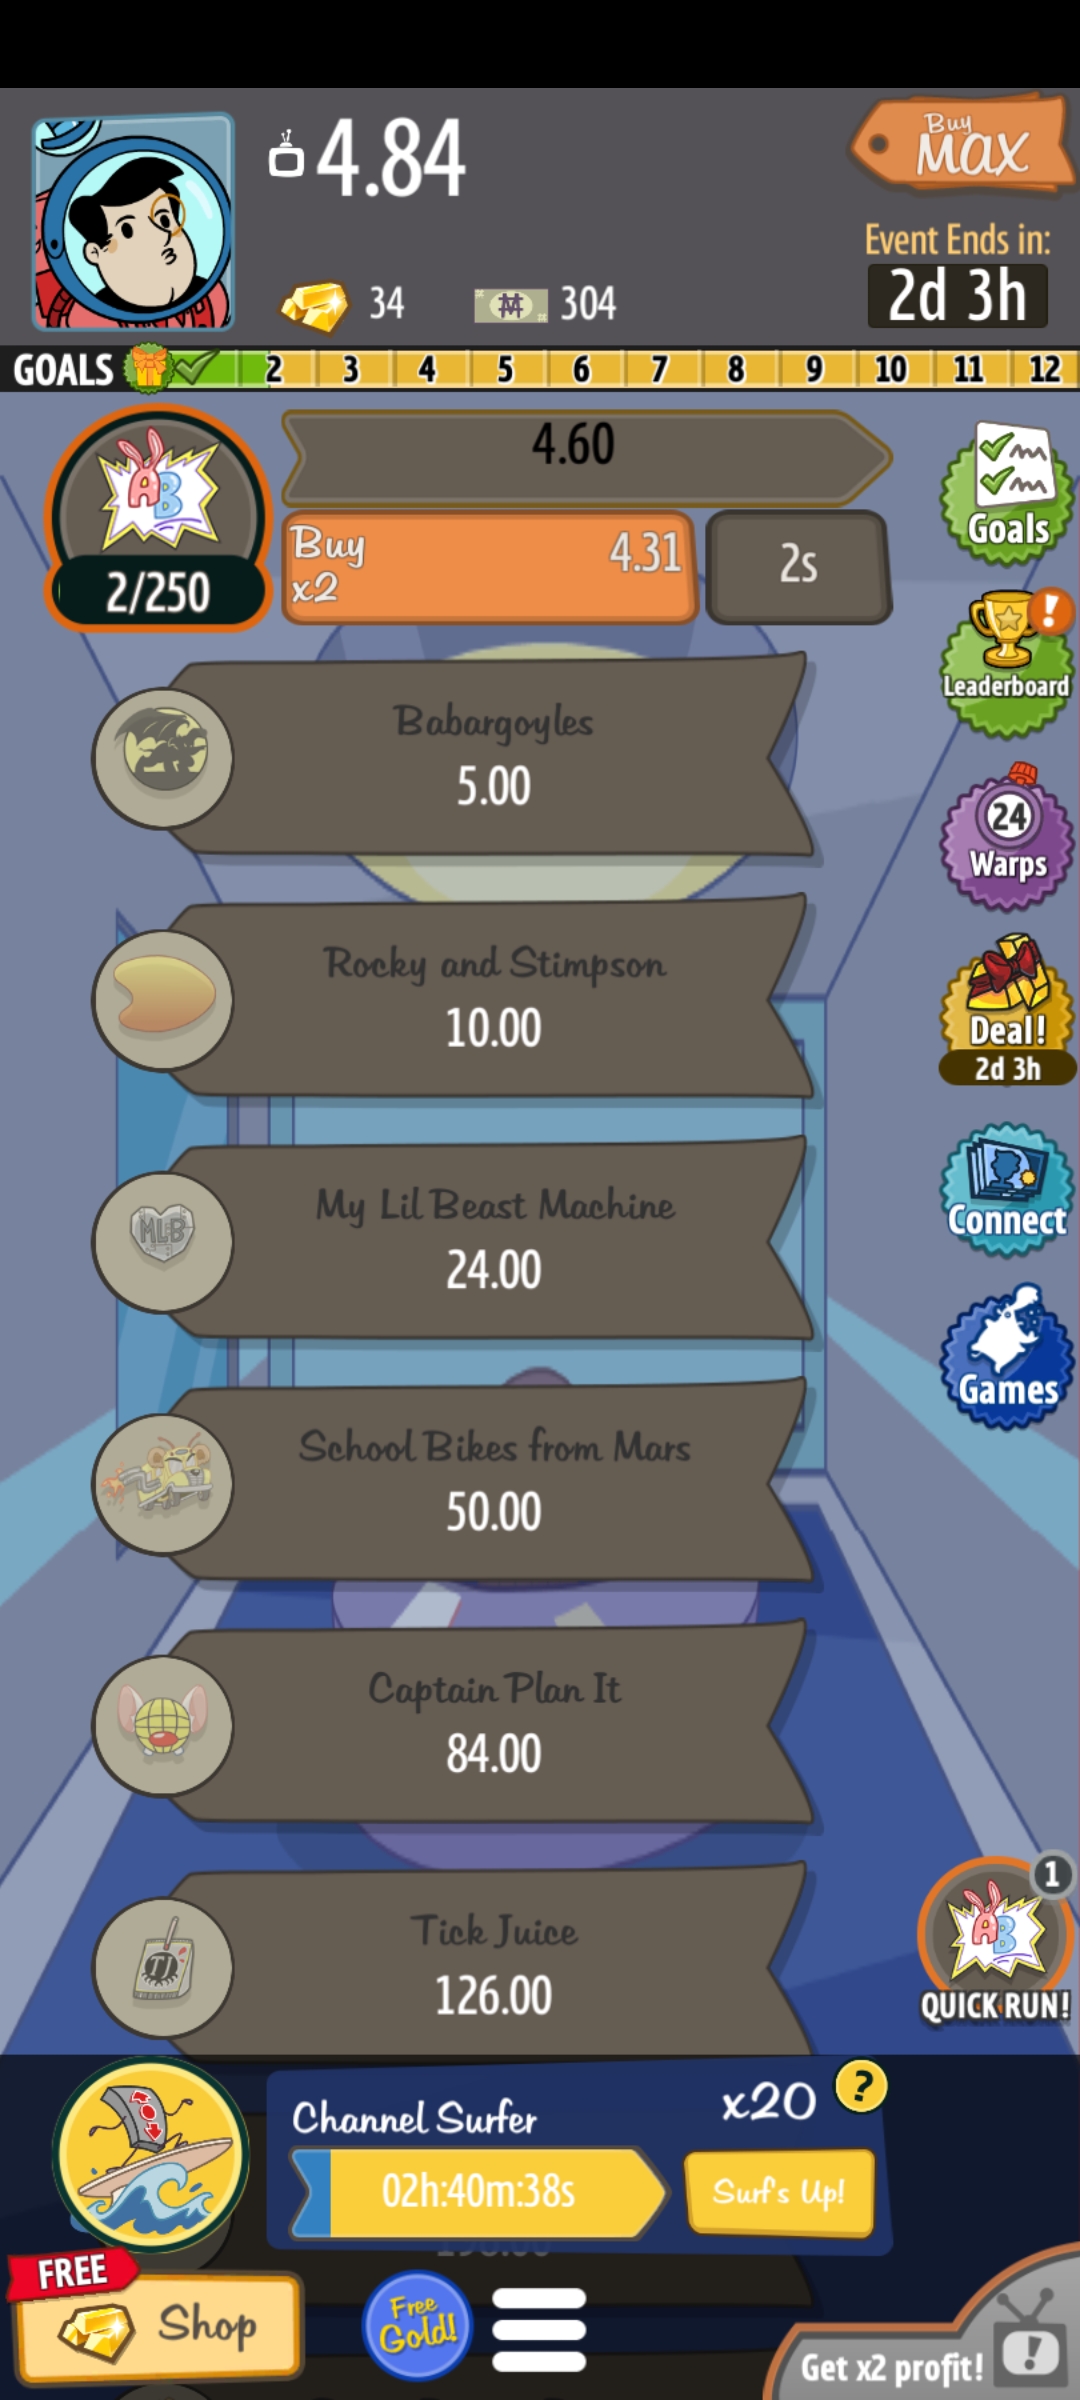 4.84
Buy
MAX
Event Ends in:
2d 3h
34
304
GOALS
2
3
4
5
6
7
8
9
10
11
12
AB
2/250
4.60
Buy
x2
4.31
2s
Goals
Leaderboard
!
Babargoyles
5.00
24
Warps
Rocky and Stimpson
10.00
Deal!
2d 3h
MLB
My Lil Beast Machine
24.00
Connect
School Bikes from Mars
50.00
Games
Captain Plan It
84.00
TJ
Tick Juice
126.00
1
AB
QUICK RUN!
Channel Surfer
x20
?
02h:40m:38s
Surf's Up!
FREE
Shop
Free
Gold!
Get x2 profit!
!